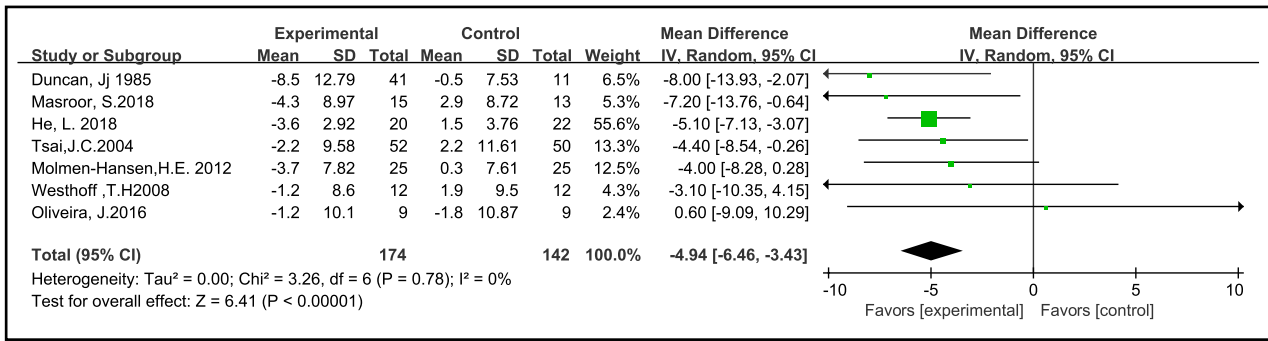 Experimental Control Mean Difference Mean Difference
Study or Subgroup Mean SD Total Mean SD Total Weight IV, Random, 95% CI IV, Random, 95% CI
Duncan, Jj 1985 -8.5 12.79 41 -0.5 7.53 11 6.5% -8.00 [-13.93, -2.07]
Masroor, S.2018 -4.3 8.97 15 2.9 8.72 13 5.3% -7.20 [-13.76, -0.64]
He, L. 2018 -3.6 2.92 20 1.5 3.76 22 55.6% -5.10 [-7.13, -3.07]
Tsai,J.C.2004 -2.2 9.58 52 2.2 11.61 50 13.3% -4.40 [-8.54, -0.26]
Molmen-Hansen,H.E. 2012 -3.7 7.82 25 0.3 7.61 25 12.5% -4.00 [-8.28, 0.28]
Westhoff ,T.H2008 -1.2 8.6 12 1.9 9.5 12 4.3% -3.10 [-10.35, 4.15]
Oliveira, J.2016 -1.2 10.1 9 -1.8 10.87 9 2.4% 0.60 [-9.09, 10.29]
Total (95% CI) 174 142 100.0% -4.94 [-6.46, -3.43]
Heterogeneity: Tau² = 0.00; Chi² = 3.26, df = 6 (P = 0.78); I² = 0%
Test for overall effect: Z = 6.41 (P < 0.00001)
-10 -5 0 5 10
Favors [experimental] Favors [control]